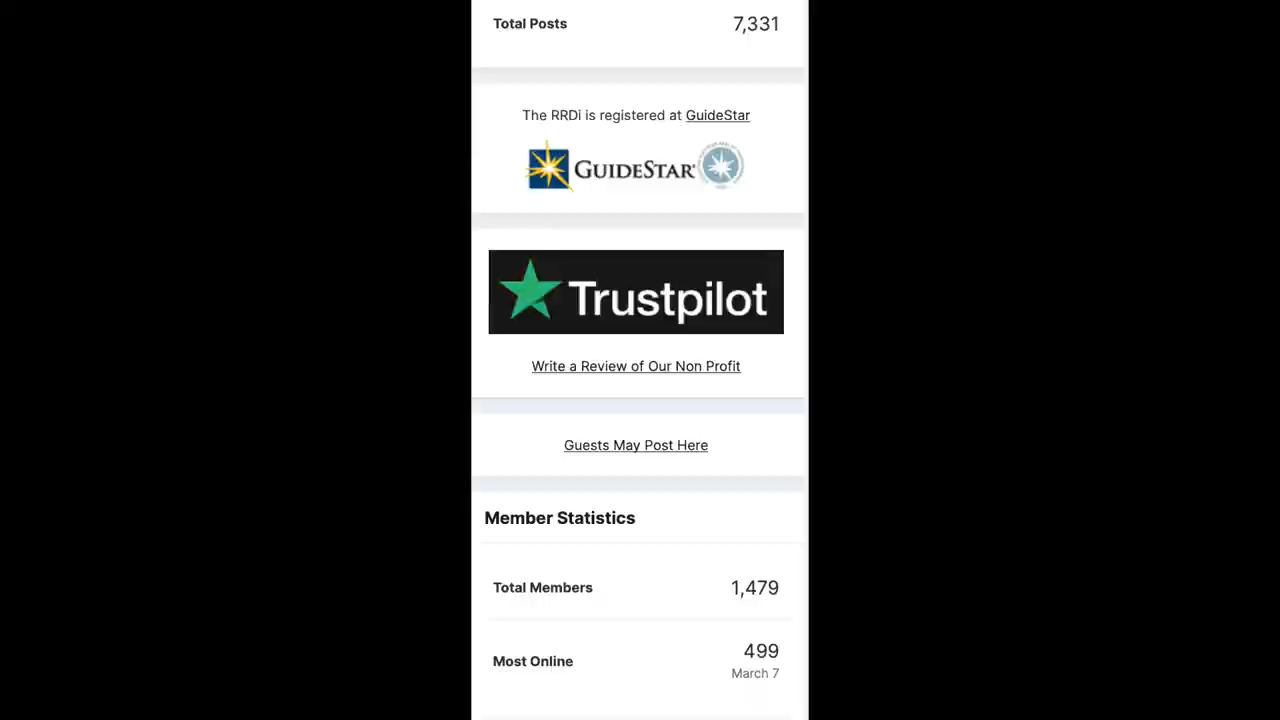 Total Posts 7,331
The RRDi is registered at GuideStar
GUIDESTAR
Trustpilot
Write a Review of Our Non Profit
Guests May Post Here
Member Statistics
Total Members 1,479
Most Online 499
March 7